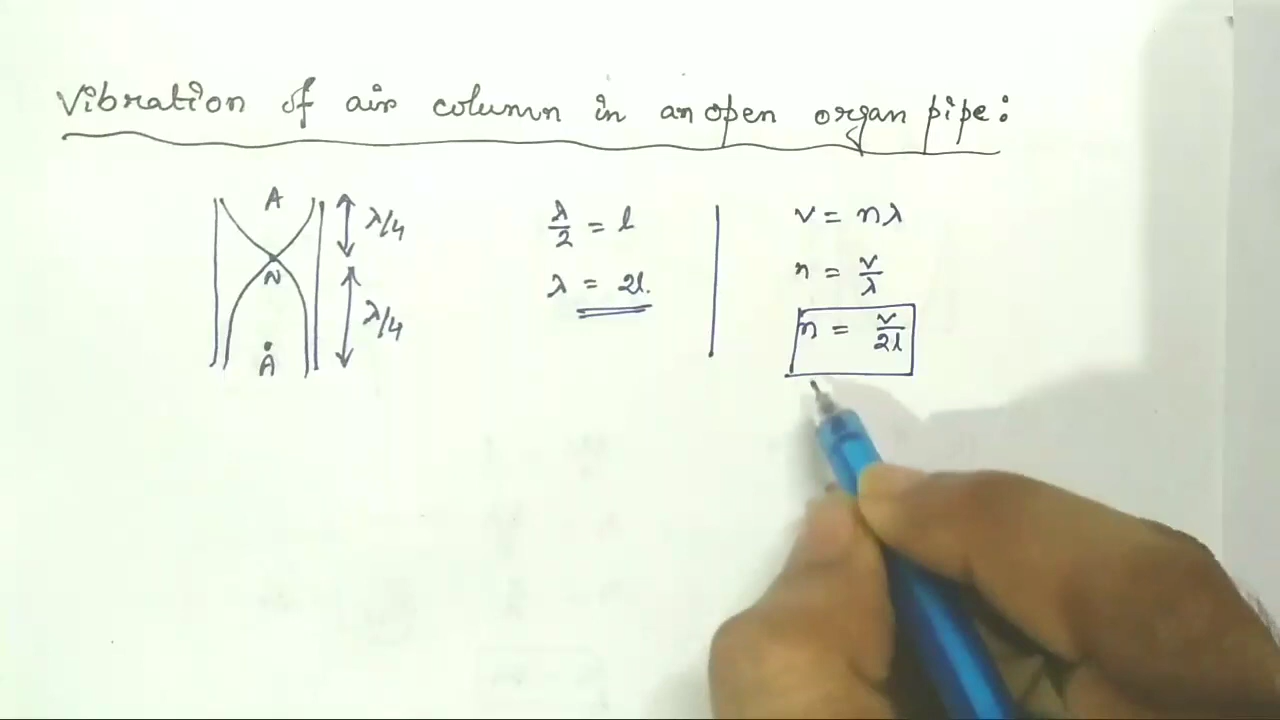 Vibration of air column in an open organ pipe:
A
λ/4
N
λ/4
A
λ/2 = l
λ = 2l.
v = nλ
n = v/λ
n = v/2l